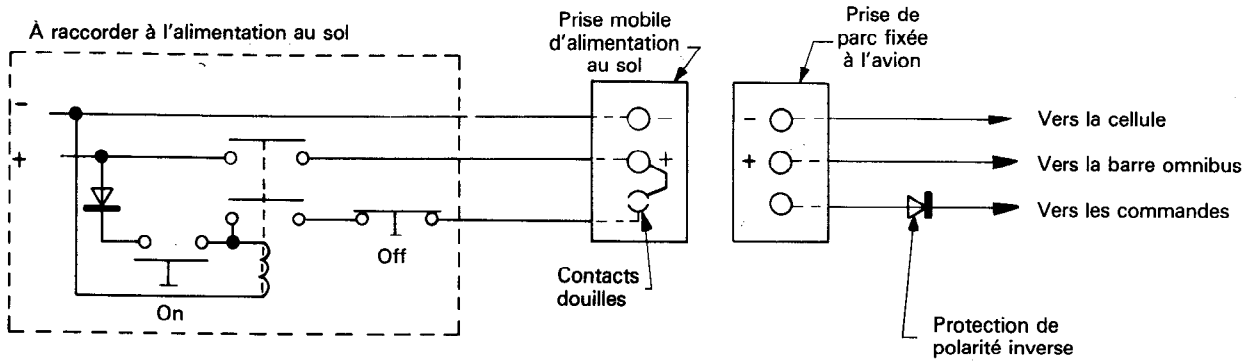 À raccorder à l'alimentation au sol
Prise mobile
d'alimentation
au sol
Prise de
parc fixée
à l'avion
-
+
-
+
-
+
Vers la cellule
Vers la barre omnibus
Vers les commandes
On
Off
Contacts
douilles
Protection de
polarité inverse